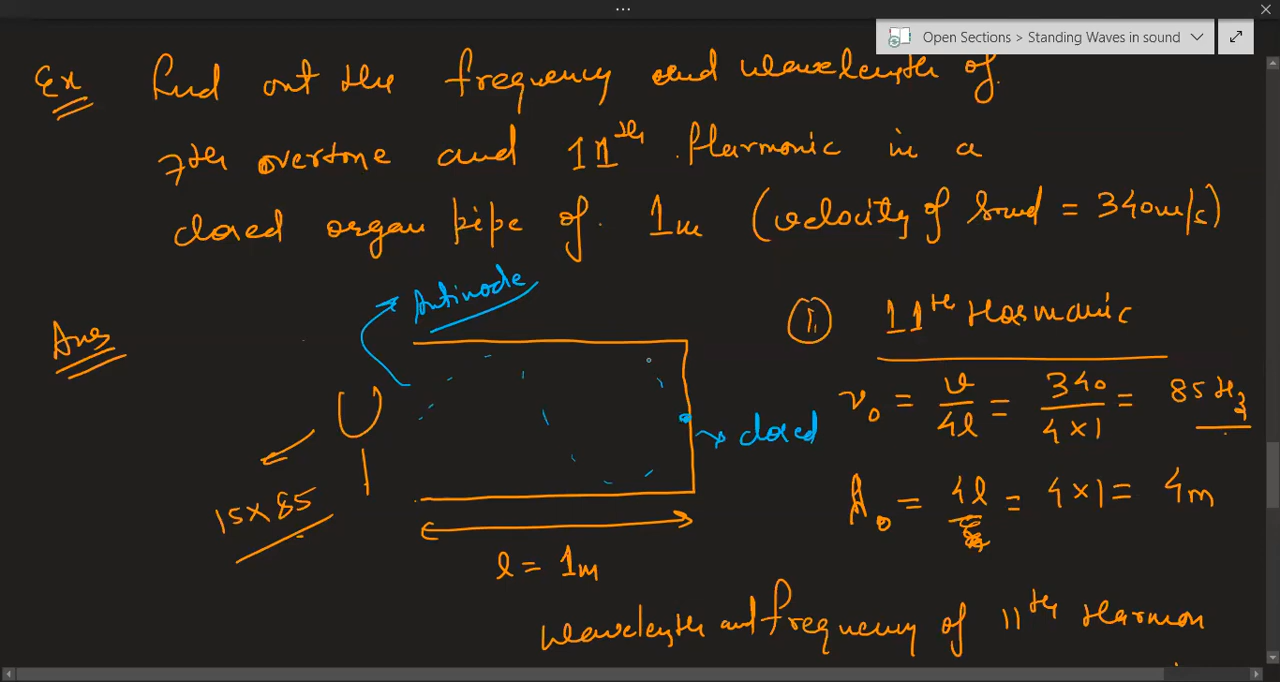 ...
Open Sections > Standing Waves in sound
Ex Find out the frequency and wavelength of
7th overtone and 11th Harmonic in a
closed organ pipe of 1m (velocity of sound = 340m/s)
Antinode
Ans
closed
15×85
l = 1m
i. 11th Harmonic
ν₀ = v/4l = 340/4×1 = 85Hz
λ₀ = 4l = 4×1 = 4m
wavelength and frequency of 11th Harmon